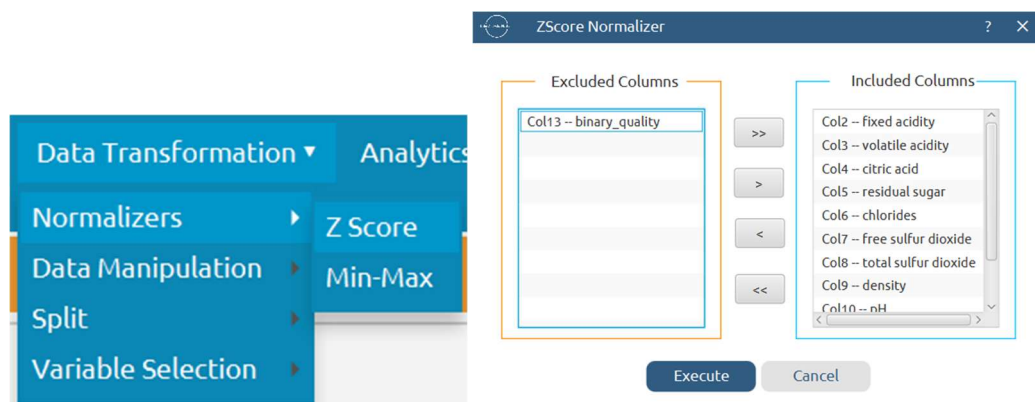 Data Transformation ▾ Analytics
Normalizers
Z Score
Data Manipulation
Min-Max
Split
Variable Selection
ZScore Normalizer ? ×
Excluded Columns
Col13 -- binary_quality
>>
>
<
<<
Included Columns
Col2 -- fixed acidity
Col3 -- volatile acidity
Col4 -- citric acid
Col5 -- residual sugar
Col6 -- chlorides
Col7 -- free sulfur dioxide
Col8 -- total sulfur dioxide
Col9 -- density
Col10 -- pH
Execute Cancel